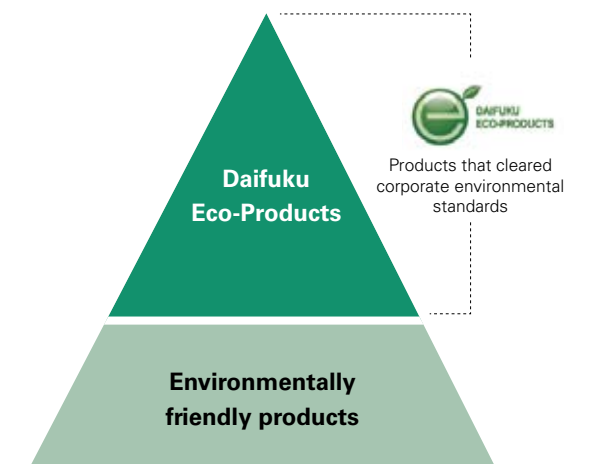 DAIFUKU
ECO-PRODUCTS
Products that cleared
corporate environmental
standards
Daifuku
Eco-Products
Environmentally
friendly products